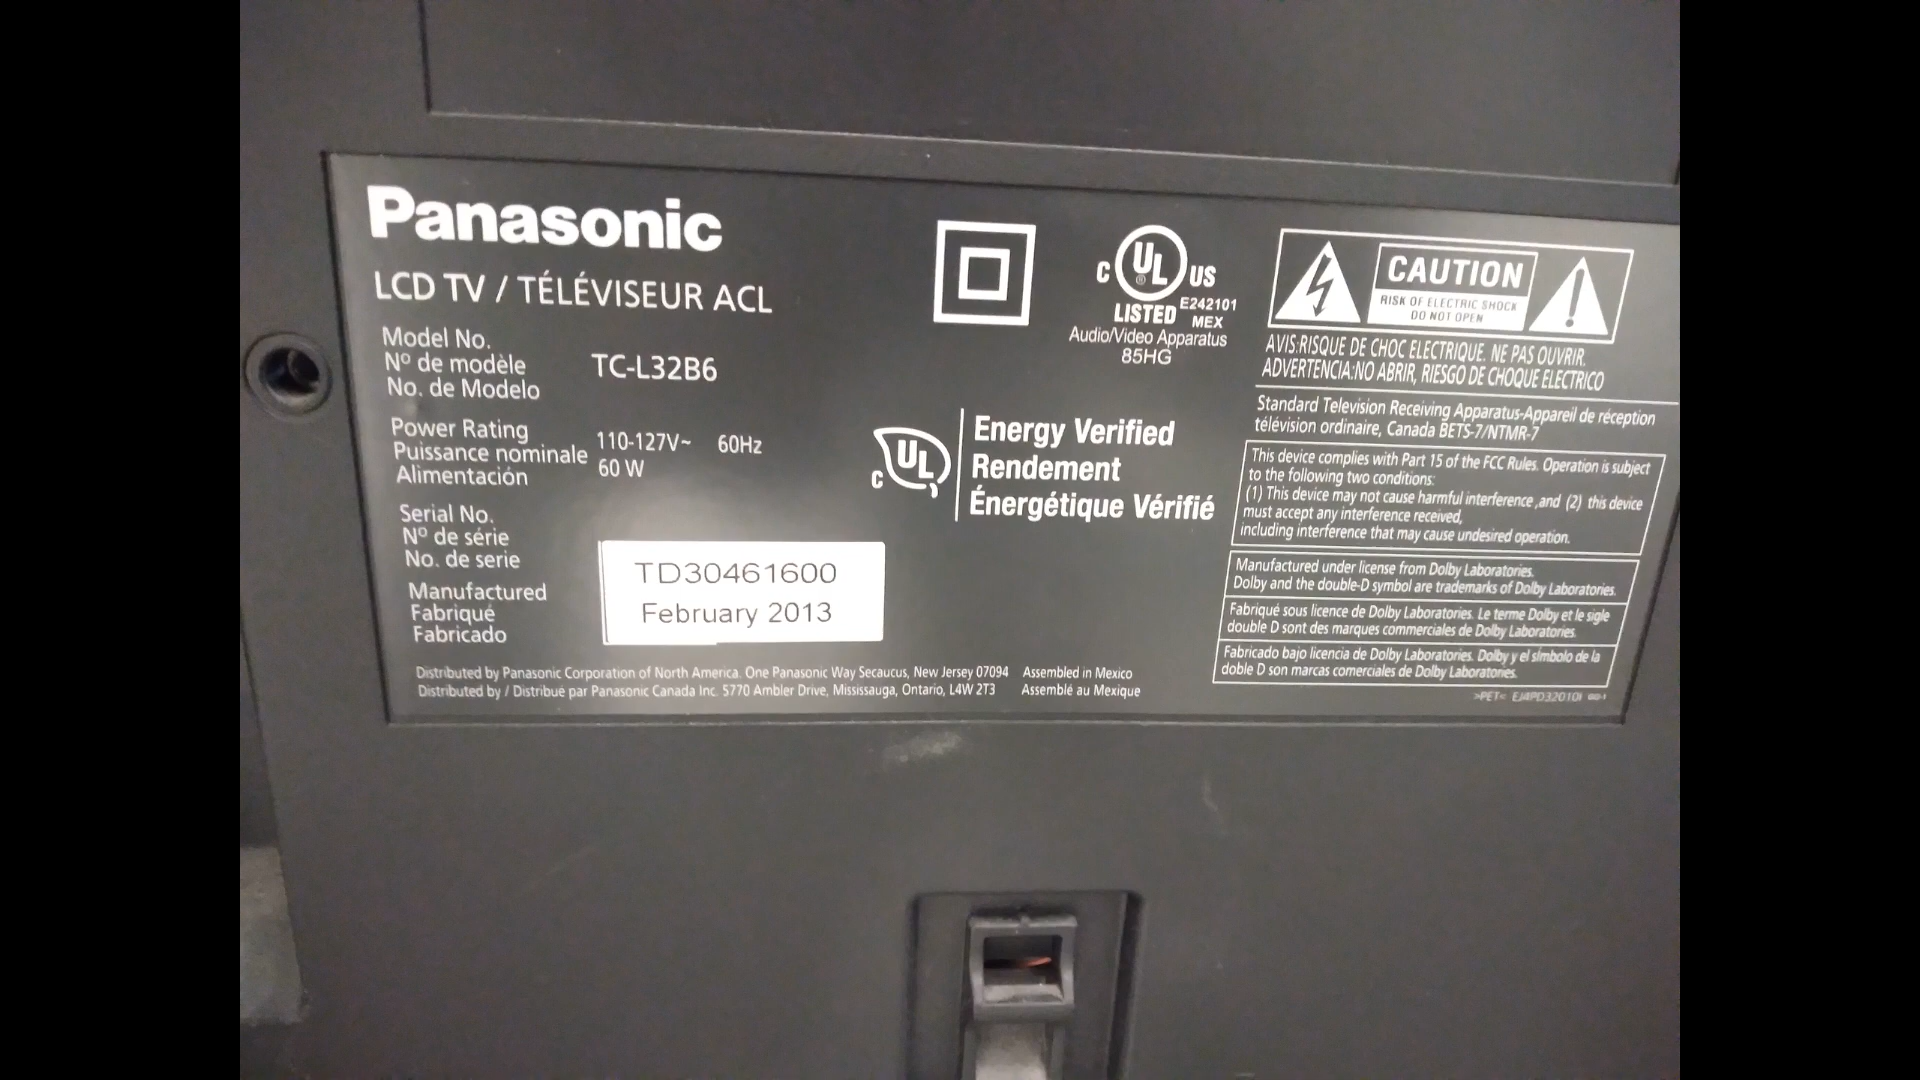 Panasonic
LCD TV / TÉLÉVISEUR ACL
Model No.
Nº de modèle
No. de Modelo
TC-L32B6
Power Rating
Puissance nominale
Alimentación
110-127V~ 60Hz
60 W
Serial No.
Nº de série
No. de serie
Manufactured
Fabriqué
Fabricado
TD30461600
February 2013
Distributed by Panasonic Corporation of North America. One Panasonic Way Secaucus, New Jersey 07094 Assembled in Mexico
Distributed by / Distribué par Panasonic Canada Inc. 5770 Ambler Drive, Mississauga, Ontario, L4W 2T3 Assemblé au Mexique
C UL ® US
LISTED E242101
MEX
Audio/Video Apparatus
85HG
C UL
Energy Verified
Rendement
Énergétique Vérifié
CAUTION
RISK OF ELECTRIC SHOCK
DO NOT OPEN
AVIS:RISQUE DE CHOC ELECTRIQUE. NE PAS OUVRIR.
ADVERTENCIA:NO ABRIR, RIESGO DE CHOQUE ELECTRICO
Standard Television Receiving Apparatus-Appareil de réception
télévision ordinaire, Canada BETS-7/NTMR-7
This device complies with Part 15 of the FCC Rules. Operation is subject
to the following two conditions:
(1) This device may not cause harmful interference ,and (2) this device
must accept any interference received,
including interference that may cause undesired operation.
Manufactured under license from Dolby Laboratories.
Dolby and the double-D symbol are trademarks of Dolby Laboratories.
Fabriqué sous licence de Dolby Laboratories. Le terme Dolby et le sigle
double D sont des marques commerciales de Dolby Laboratories.
Fabricado bajo licencia de Dolby Laboratories. Dolby y el símbolo de la
doble D son marcas comerciales de Dolby Laboratories.
>PET<